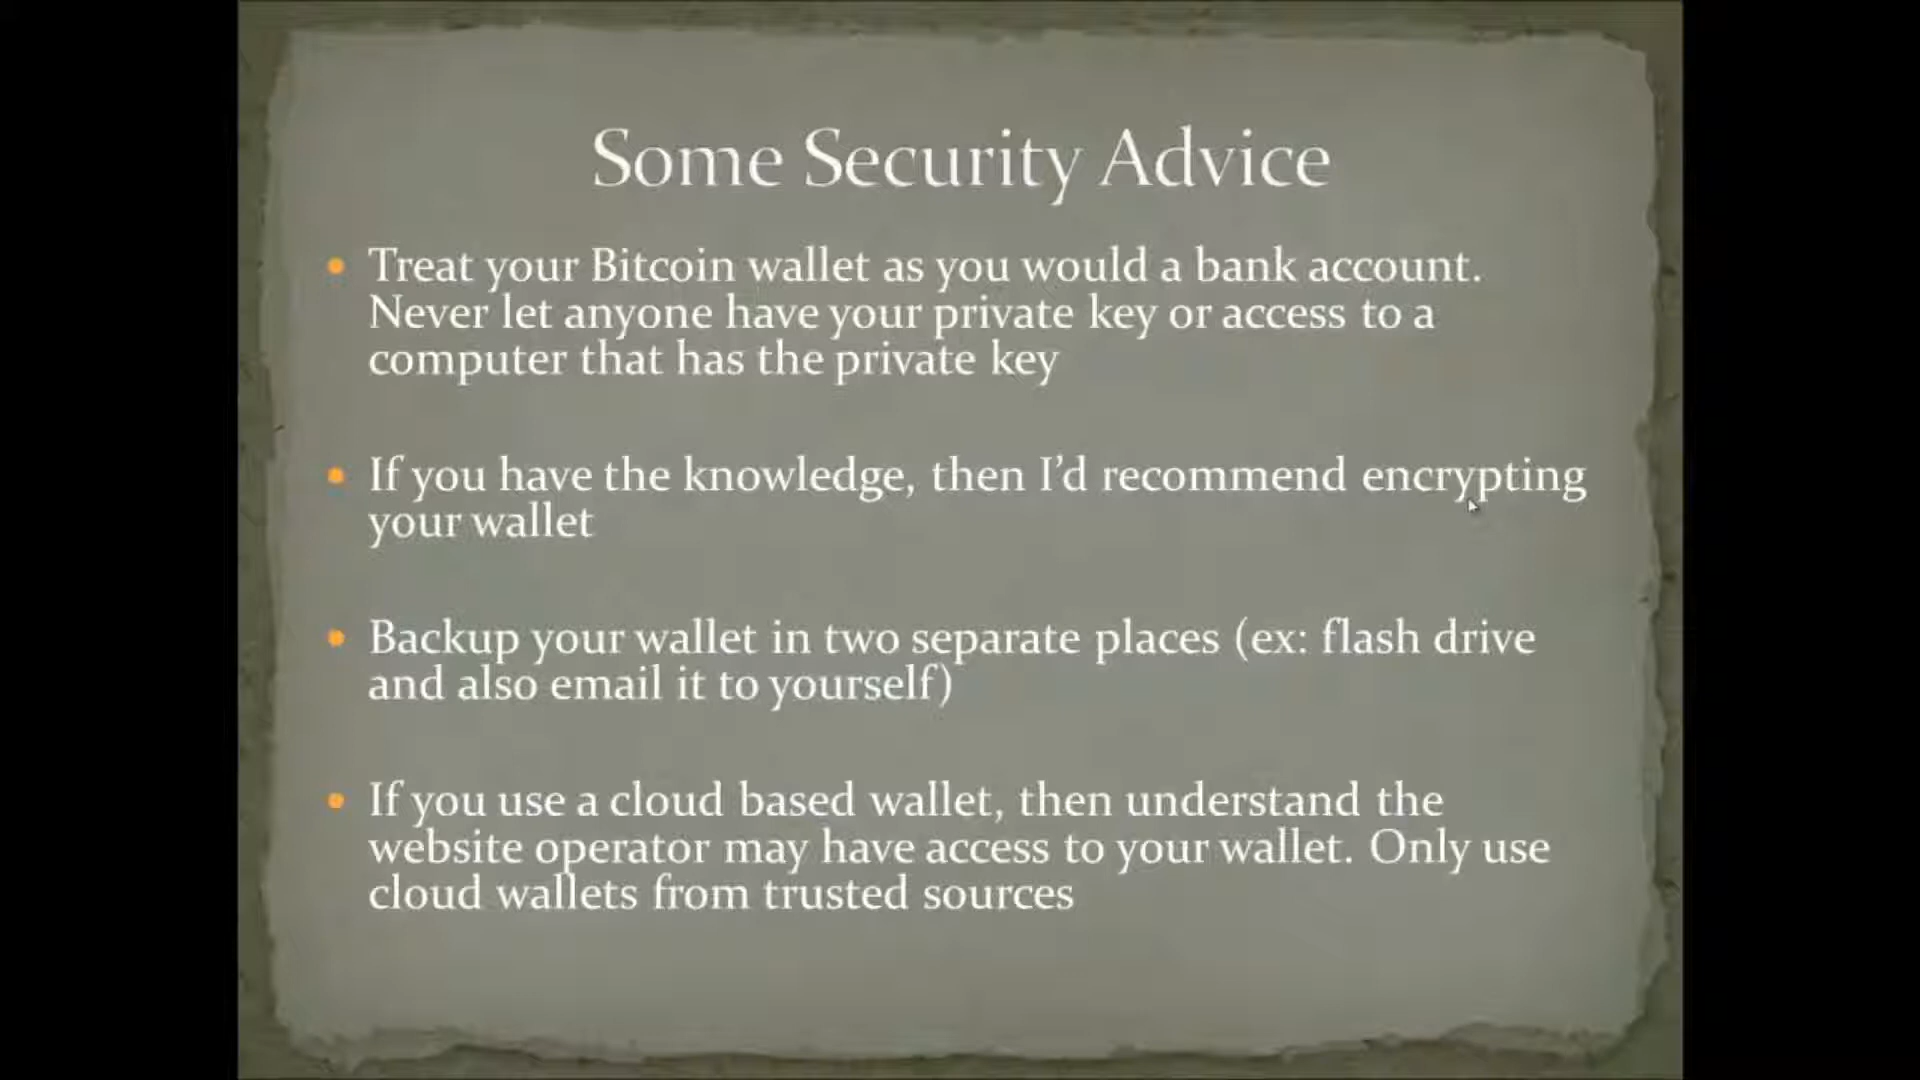 Some Security Advice
Treat your Bitcoin wallet as you would a bank account.
Never let anyone have your private key or access to a
computer that has the private key
If you have the knowledge, then I'd recommend encrypting
your wallet
Backup your wallet in two separate places (ex: flash drive
and also email it to yourself)
If you use a cloud based wallet, then understand the
website operator may have access to your wallet. Only use
cloud wallets from trusted sources